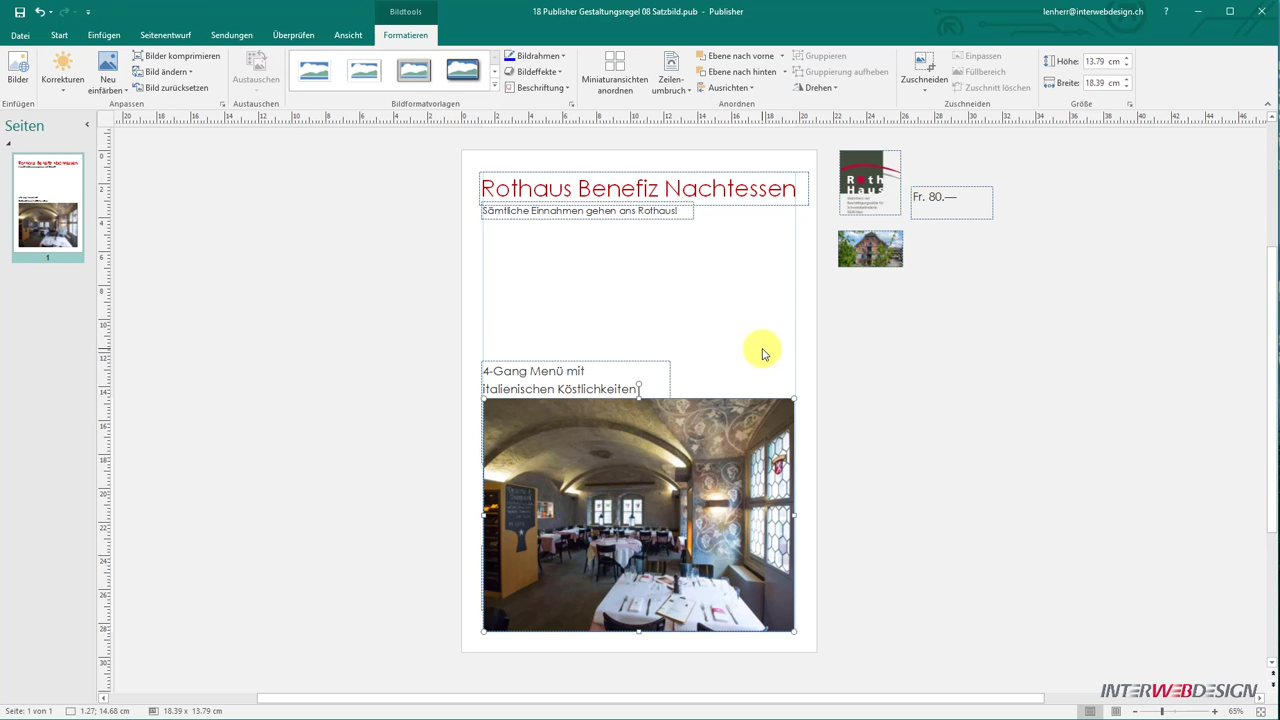 Bildtools
18 Publisher Gestaltungsregel 08 Satzbild.pub - Publisher
lenherr@interwebdesign.ch
Datei
Start
Einfügen
Seitenentwurf
Sendungen
Überprüfen
Ansicht
Formatieren
Bilder
Korrekturen
Neu einfärben
Bilder komprimieren
Bild ändern
Bild zurücksetzen
Austauschen
Bildrahmen
Bildeffekte
Beschriftung
Miniaturansichten anordnen
Zeilen-
umbruch
Ebene nach vorne
Ebene nach hinten
Ausrichten
Gruppieren
Gruppierung aufheben
Drehen
Zuschneiden
Einpassen
Füllbereich
Zuschnitt löschen
Höhe: 13.79 cm
Breite: 18.39 cm
Einfügen
Anpassen
Austauschen
Bildformatvorlagen
Anordnen
Zuschneiden
Größe
Seiten
1
Rothaus Benefiz Nachtessen
Sämtliche Einnahmen gehen ans Rothaus!
Roth
Haus
Fr. 80.—
4-Gang Menü mit
italienischen Köstlichkeiten
INTERWEBDESIGN
Seite: 1 von 1
1.27; 14.68 cm
18.39 x 13.79 cm
65%